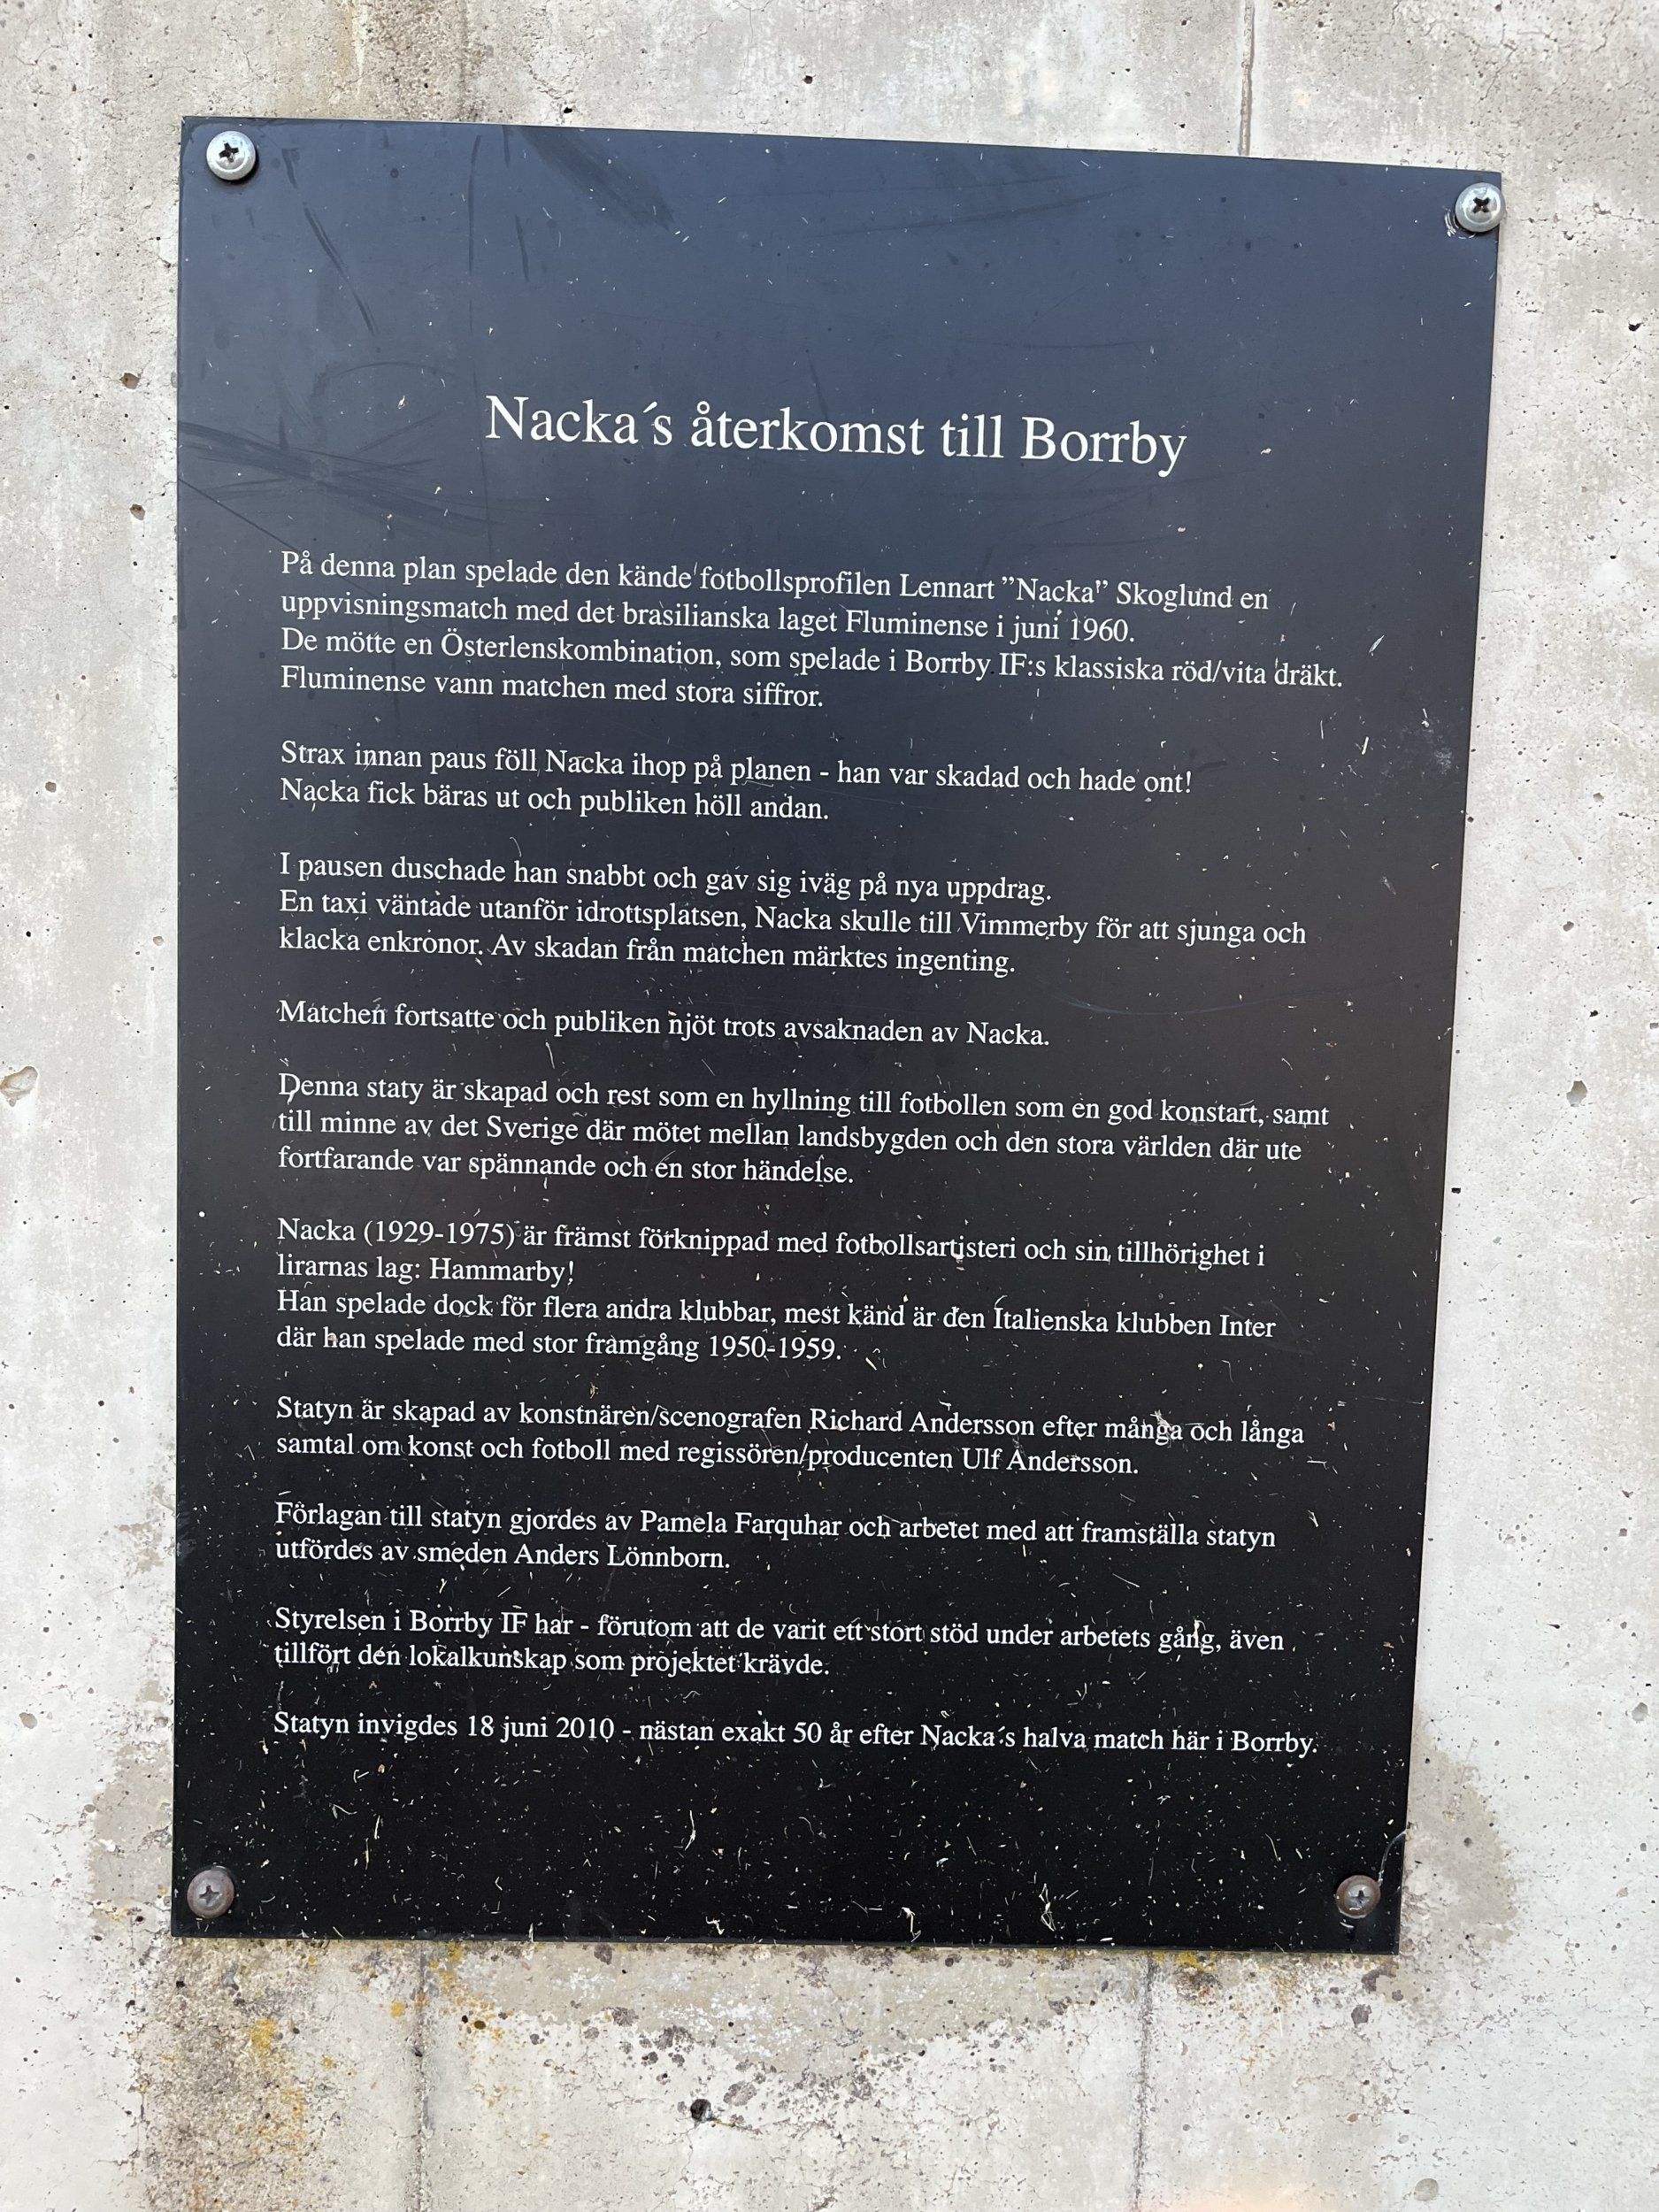 Nacka´s återkomst till Borrby
På denna plan spelade den kände fotbollsprofilen Lennart ”Nacka” Skoglund en
uppvisningsmatch med det brasilianska laget Fluminense i juni 1960.
De mötte en Österlenskombination, som spelade i Borrby IF:s klassiska röd/vita dräkt.
Fluminense vann matchen med stora siffror.
Strax innan paus föll Nacka ihop på planen - han var skadad och hade ont!
Nacka fick bäras ut och publiken höll andan.
I pausen duschade han snabbt och gav sig iväg på nya uppdrag.
En taxi väntade utanför idrottsplatsen, Nacka skulle till Vimmerby för att sjunga och
klacka enkronor. Av skadan från matchen märktes ingenting.
Matchen fortsatte och publiken njöt trots avsaknaden av Nacka.
Denna staty är skapad och rest som en hyllning till fotbollen som en god konstart, samt
till minne av det Sverige där mötet mellan landsbygden och den stora världen där ute
fortfarande var spännande och en stor händelse.
Nacka (1929-1975) är främst förknippad med fotbollsartisteri och sin tillhörighet i
lirarnas lag: Hammarby!
Han spelade dock för flera andra klubbar, mest känd är den Italienska klubben Inter
där han spelade med stor framgång 1950-1959.
Statyn är skapad av konstnären/scenografen Richard Andersson efter många och långa
samtal om konst och fotboll med regissören/producenten Ulf Andersson.
Förlagan till statyn gjordes av Pamela Farquhar och arbetet med att framställa statyn
utfördes av smeden Anders Lönnborn.
Styrelsen i Borrby IF har - förutom att de varit ett stort stöd under arbetets gång, även
tillfört den lokalkunskap som projektet krävde.
Statyn invigdes 18 juni 2010 - nästan exakt 50 år efter Nacka´s halva match här i Borrby.